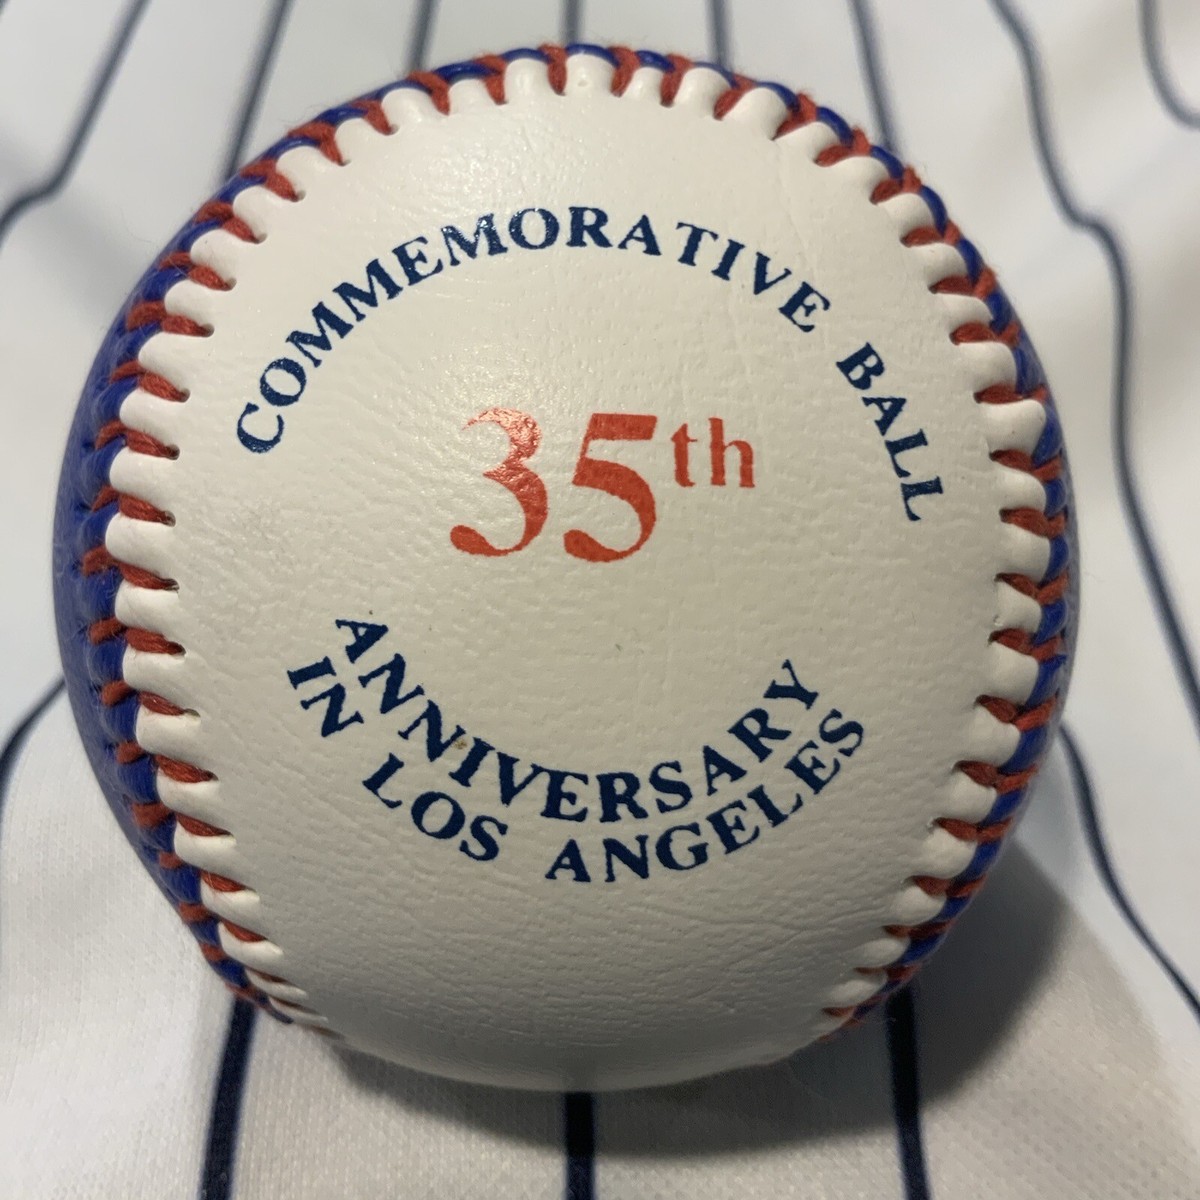 COMMEMORATIVE BALL
35th
ANNIVERSARY
IN LOS ANGELES